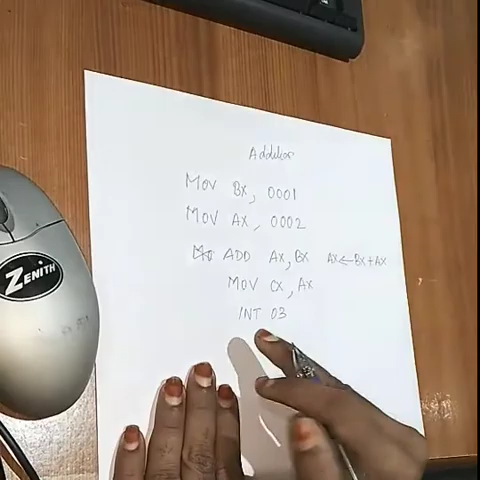 Addition
MOV BX, 0001
MOV AX, 0002
ADD AX, BX AX ← BX + AX
MOV CX, AX
INT 03
ZENITH